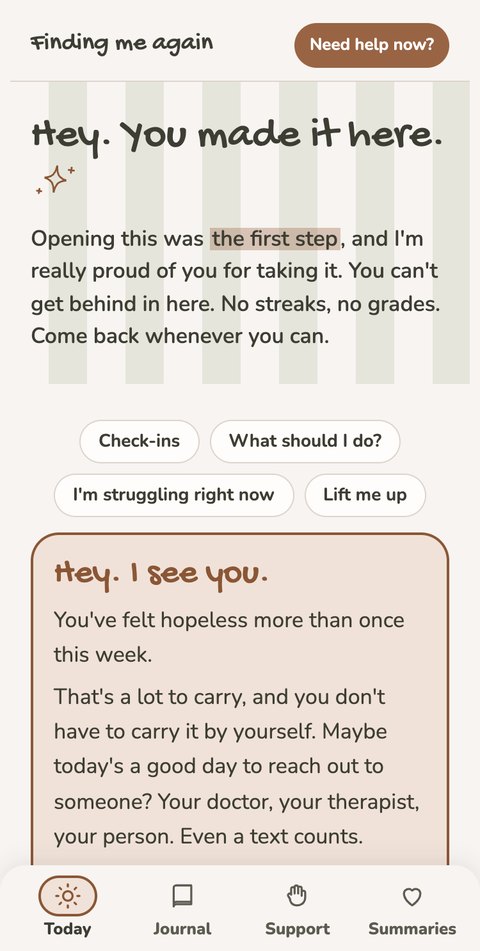 Finding me again
Need help now?
Hey. You made it here.
Opening this was the first step, and I'm
really proud of you for taking it. You can't
get behind in here. No streaks, no grades.
Come back whenever you can.
Check-ins
What should I do?
I'm struggling right now
Lift me up
Hey. I see you.
You've felt hopeless more than once
this week.
That's a lot to carry, and you don't
have to carry it by yourself. Maybe
today's a good day to reach out to
someone? Your doctor, your therapist,
your person. Even a text counts.
Today
Journal
Support
Summaries